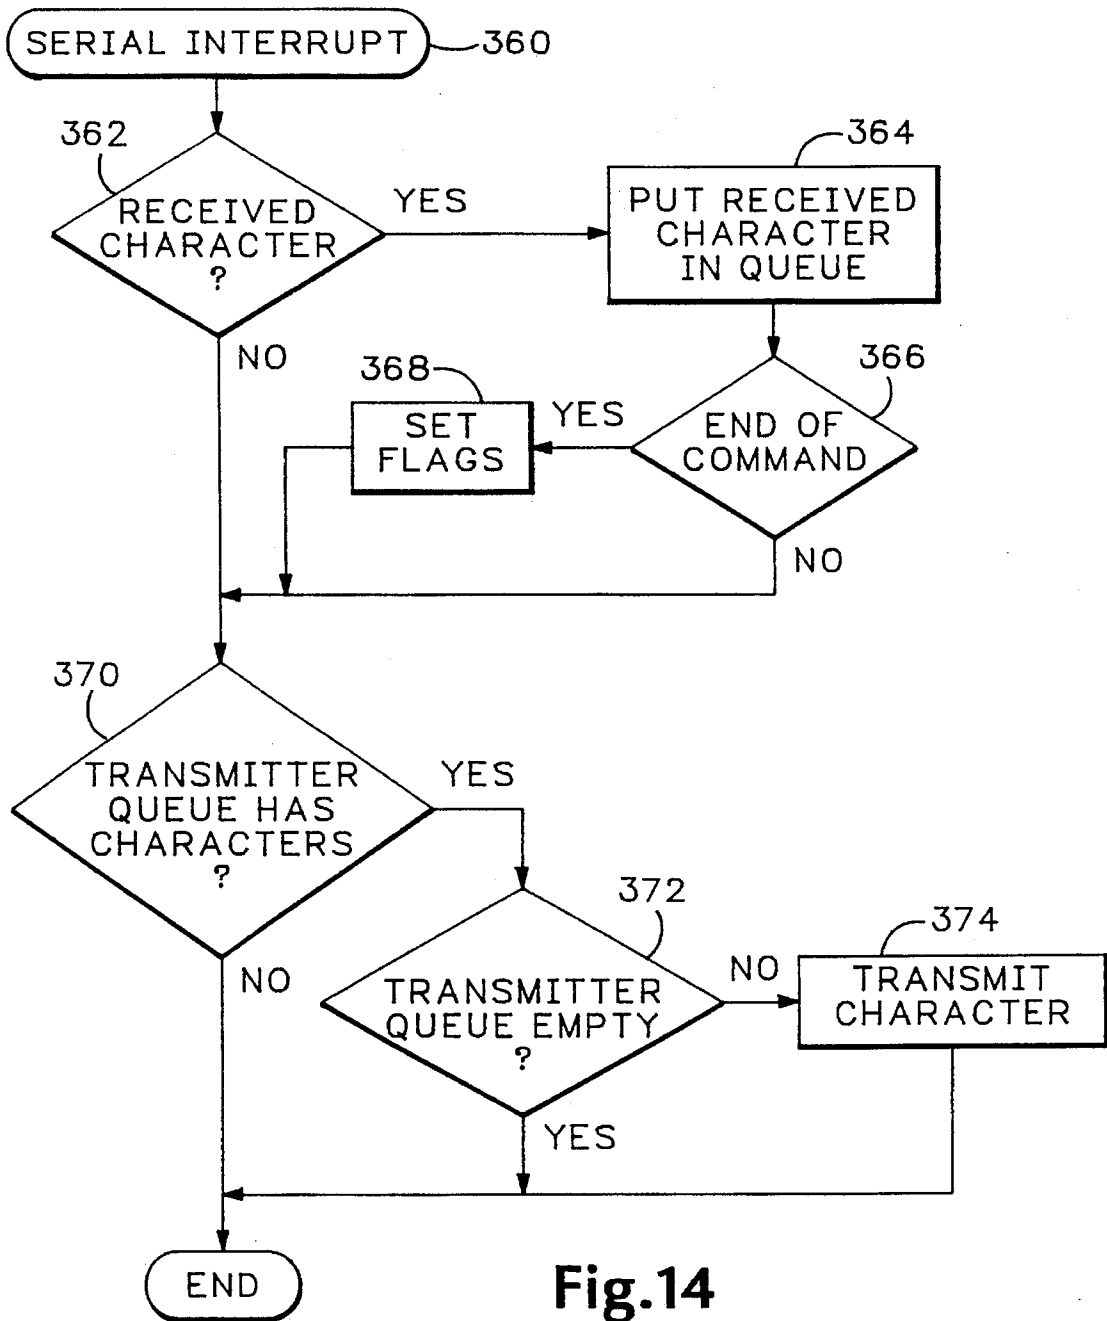 SERIAL INTERRUPT
360
362
RECEIVED
CHARACTER
?
YES
NO
364
PUT RECEIVED
CHARACTER
IN QUEUE
366
END OF
COMMAND
YES
NO
368
SET
FLAGS
370
TRANSMITTER
QUEUE HAS
CHARACTERS
?
YES
NO
372
TRANSMITTER
QUEUE EMPTY
?
NO
YES
374
TRANSMIT
CHARACTER
END
Fig.14